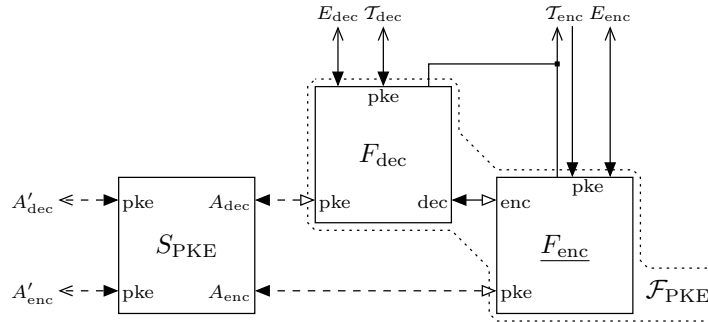 E_dec T_dec T_enc E_enc
pke pke
F_dec
A'_dec pke A_dec pke dec enc
S_PKE F_enc
A'_enc pke A_enc pke F_PKE